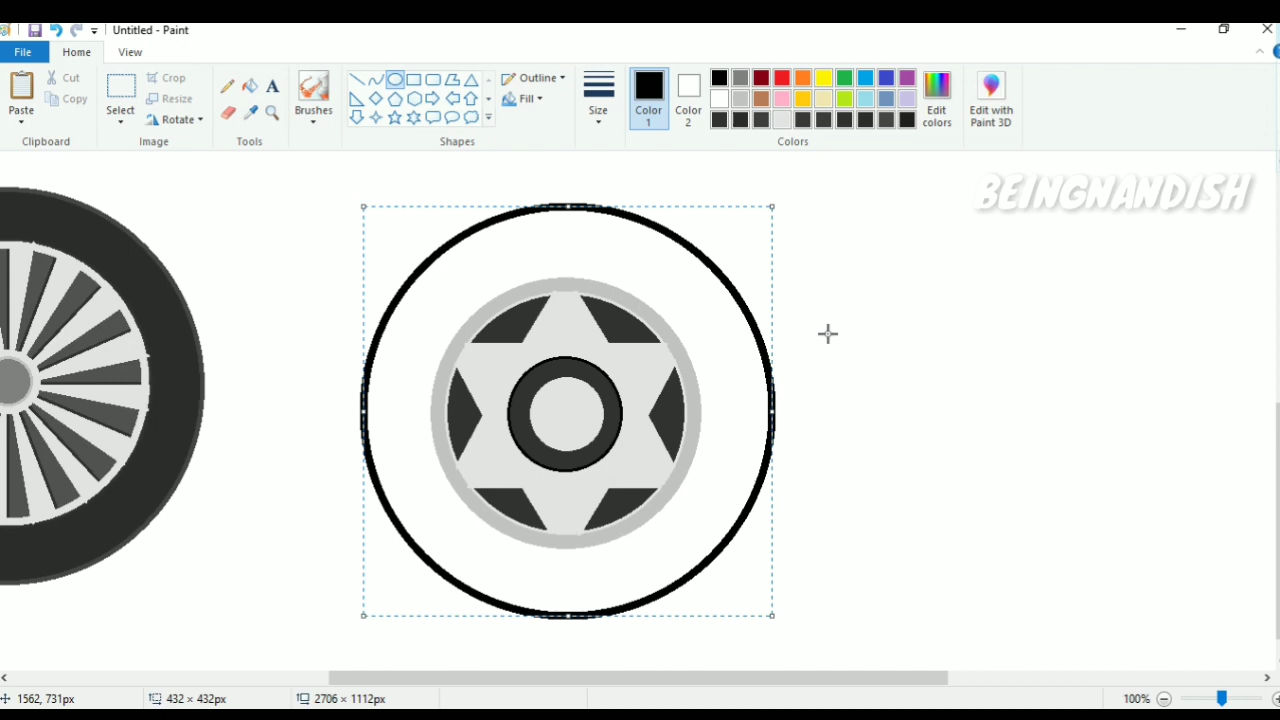 Untitled - Paint
File Home View
Paste
Cut
Copy
Clipboard
Select
Crop
Resize
Rotate
Image
Tools
Brushes
Shapes
Outline
Fill
Size
Color 1
Color 2
Edit colors
Colors
Edit with Paint 3D
BEINGNANDISH
1562, 731px
432 × 432px
2706 × 1112px
100%